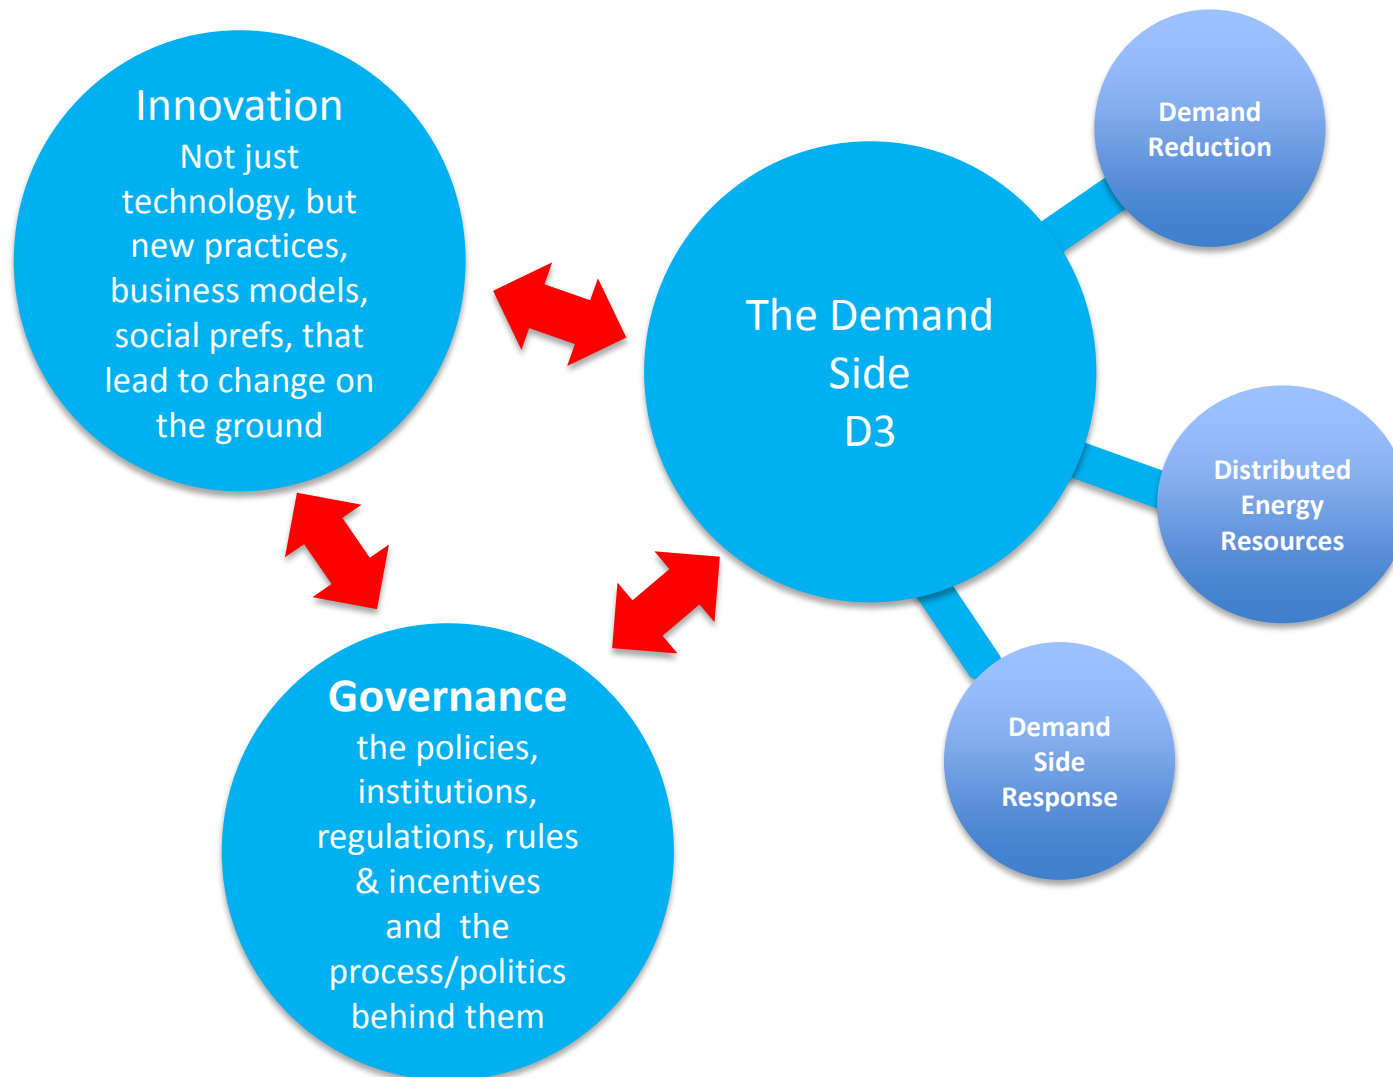 Innovation
Not just
technology, but
new practices,
business models,
social prefs, that
lead to change on
the ground
The Demand
Side
D3
Demand
Reduction
Distributed
Energy
Resources
Demand
Side
Response
Governance
the policies,
institutions,
regulations, rules
& incentives
and  the
process/politics
behind them